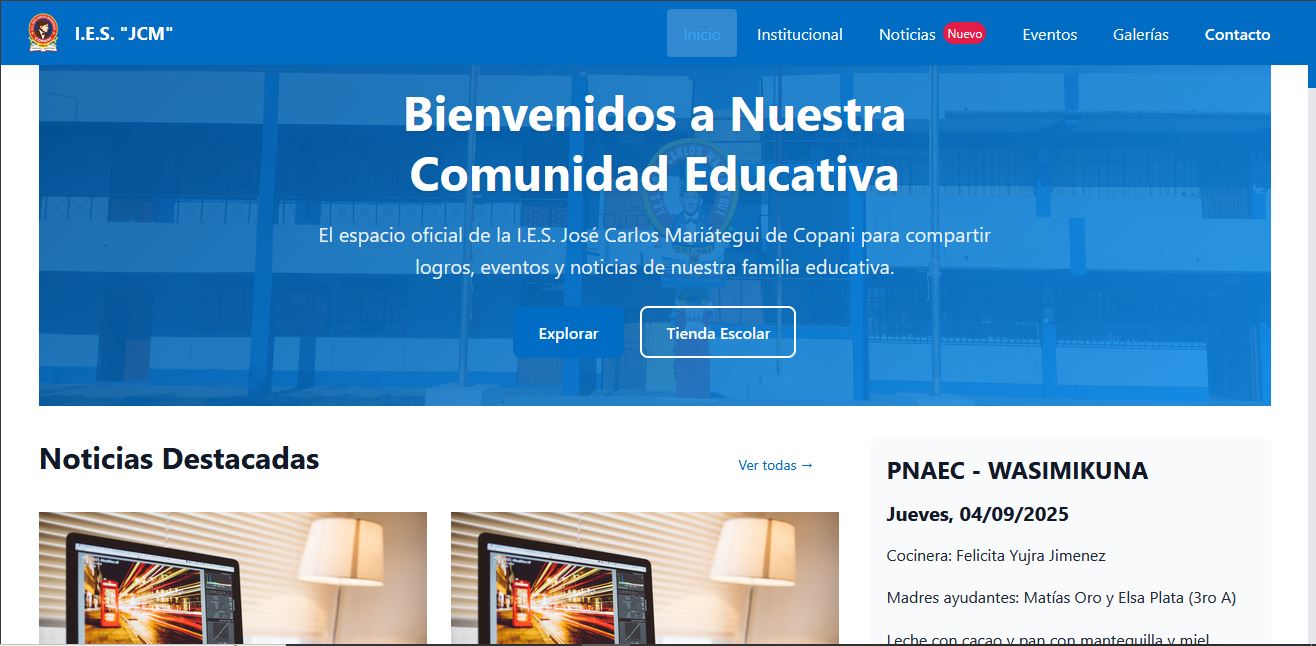 I.E.S. "JCM"
Inicio
Institucional
Noticias Nuevo
Eventos
Galerías
Contacto
Bienvenidos a Nuestra
Comunidad Educativa
El espacio oficial de la I.E.S. José Carlos Mariátegui de Copani para compartir
logros, eventos y noticias de nuestra familia educativa.
Explorar
Tienda Escolar
Noticias Destacadas
Ver todas →
PNAEC - WASIMIKUNA
Jueves, 04/09/2025
Cocinera: Felicita Yujra Jimenez
Madres ayudantes: Matías Oro y Elsa Plata (3ro A)
Leche con cacao y pan con mantequilla y miel